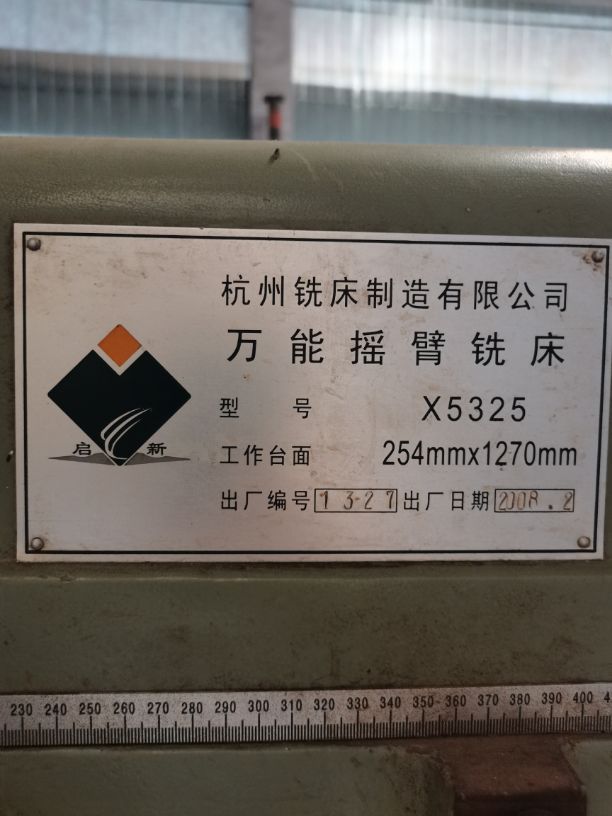 杭州铣床制造有限公司
万能摇臂铣床
型 号 X5325
启 新
工作台面 254mmx1270mm
出厂编号 1327 出厂日期 2008.2
230 240 250 260 270 280 290 300 310 320 330 340 350 360 370 380 390 400